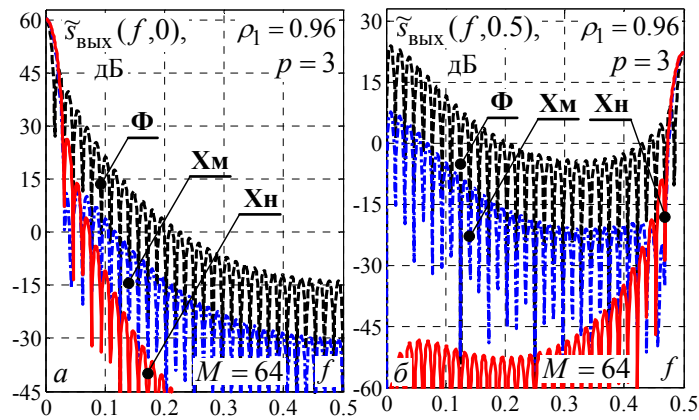 60
45
30
15
0
-15
-30
-45
s̃вых(f,0),
дБ
ρ1 = 0.96
p = 3
Ф
Хм
Хн
а
M = 64
f
0
0.1
0.2
0.3
0.4
0.5
30
15
0
-15
-30
-45
-60
s̃вых(f,0.5),
дБ
ρ1 = 0.96
p = 3
Ф
Хм
Хн
б
M = 64
f
0
0.1
0.2
0.3
0.4
0.5